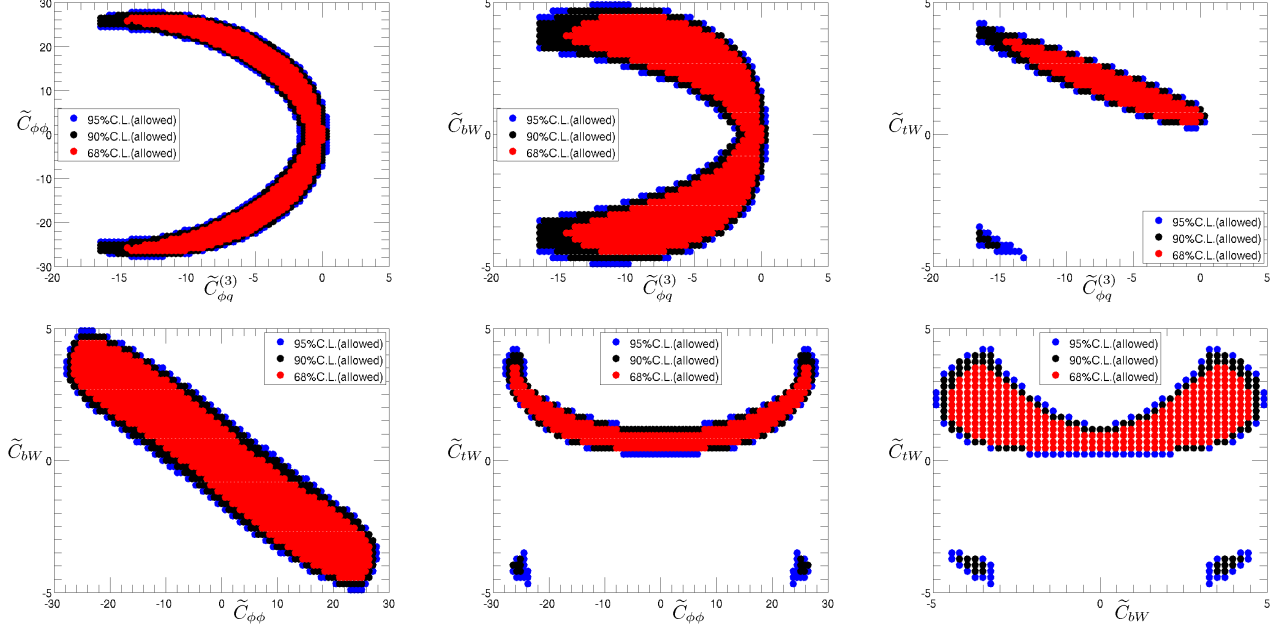 30
20
10
0
-10
-20
-30
-20 -15 -10 -5 0 5
C̃ϕϕ
95%C.L.(allowed)
90%C.L.(allowed)
68%C.L.(allowed)
C̃ϕq(3)
5
0
-5
-20 -15 -10 -5 0 5
C̃bW
95%C.L.(allowed)
90%C.L.(allowed)
68%C.L.(allowed)
C̃ϕq(3)
5
0
-5
-20 -15 -10 -5 0 5
C̃tW
95%C.L.(allowed)
90%C.L.(allowed)
68%C.L.(allowed)
C̃ϕq(3)
5
0
-5
-30 -20 -10 0 10 20 30
C̃bW
95%C.L.(allowed)
90%C.L.(allowed)
68%C.L.(allowed)
C̃ϕϕ
5
0
-5
-30 -20 -10 0 10 20 30
C̃tW
95%C.L.(allowed)
90%C.L.(allowed)
68%C.L.(allowed)
C̃ϕϕ
5
0
-5
-5 0 5
C̃tW
95%C.L.(allowed)
90%C.L.(allowed)
68%C.L.(allowed)
C̃bW